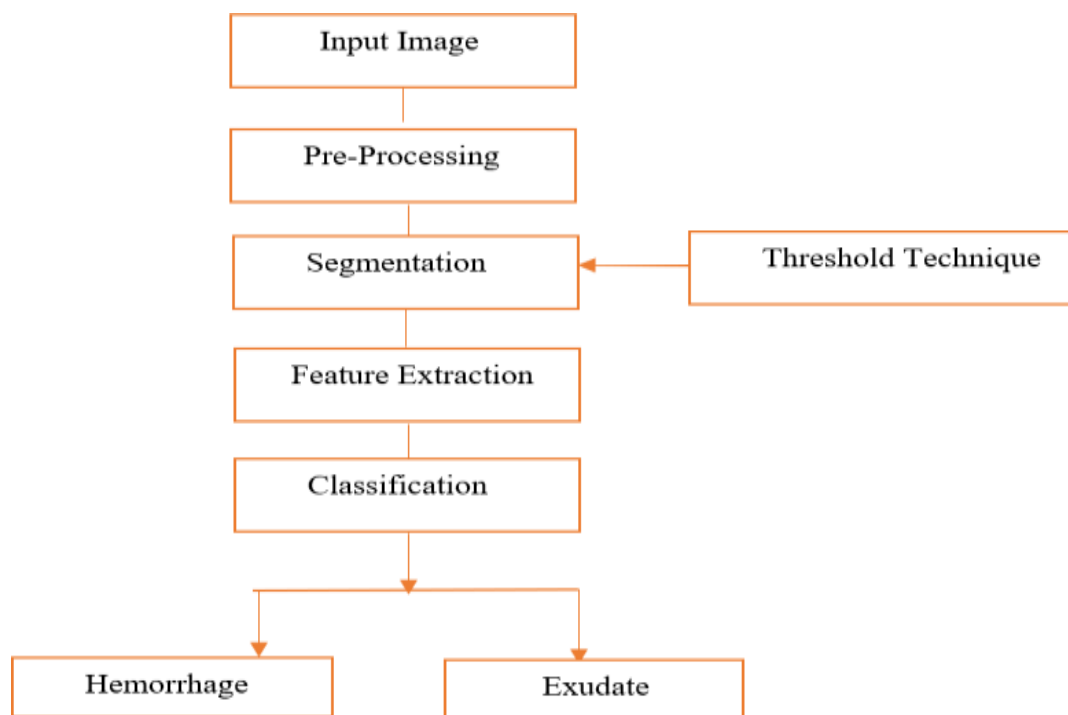 Input Image
Pre-Processing
Segmentation
Threshold Technique
Feature Extraction
Classification
Hemorrhage
Exudate